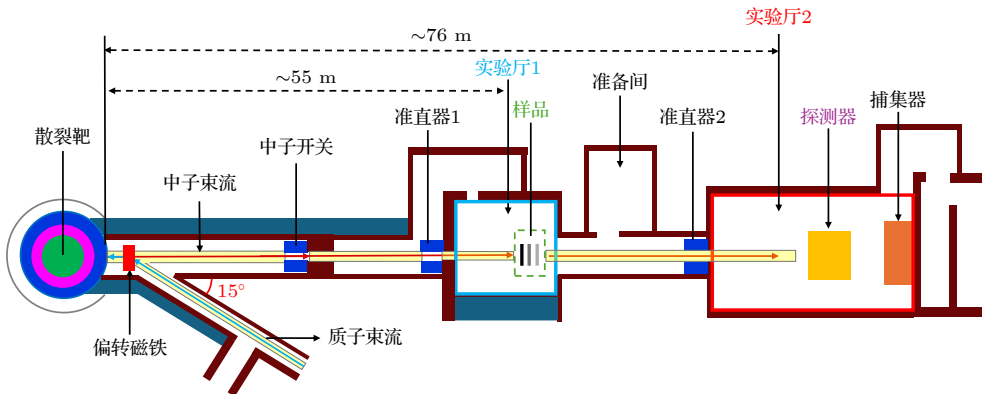 实验厅2
~76 m
实验厅1
~55 m
准备间
样品
捕集器
准直器1
准直器2
探测器
散裂靶
中子开关
中子束流
15°
质子束流
偏转磁铁